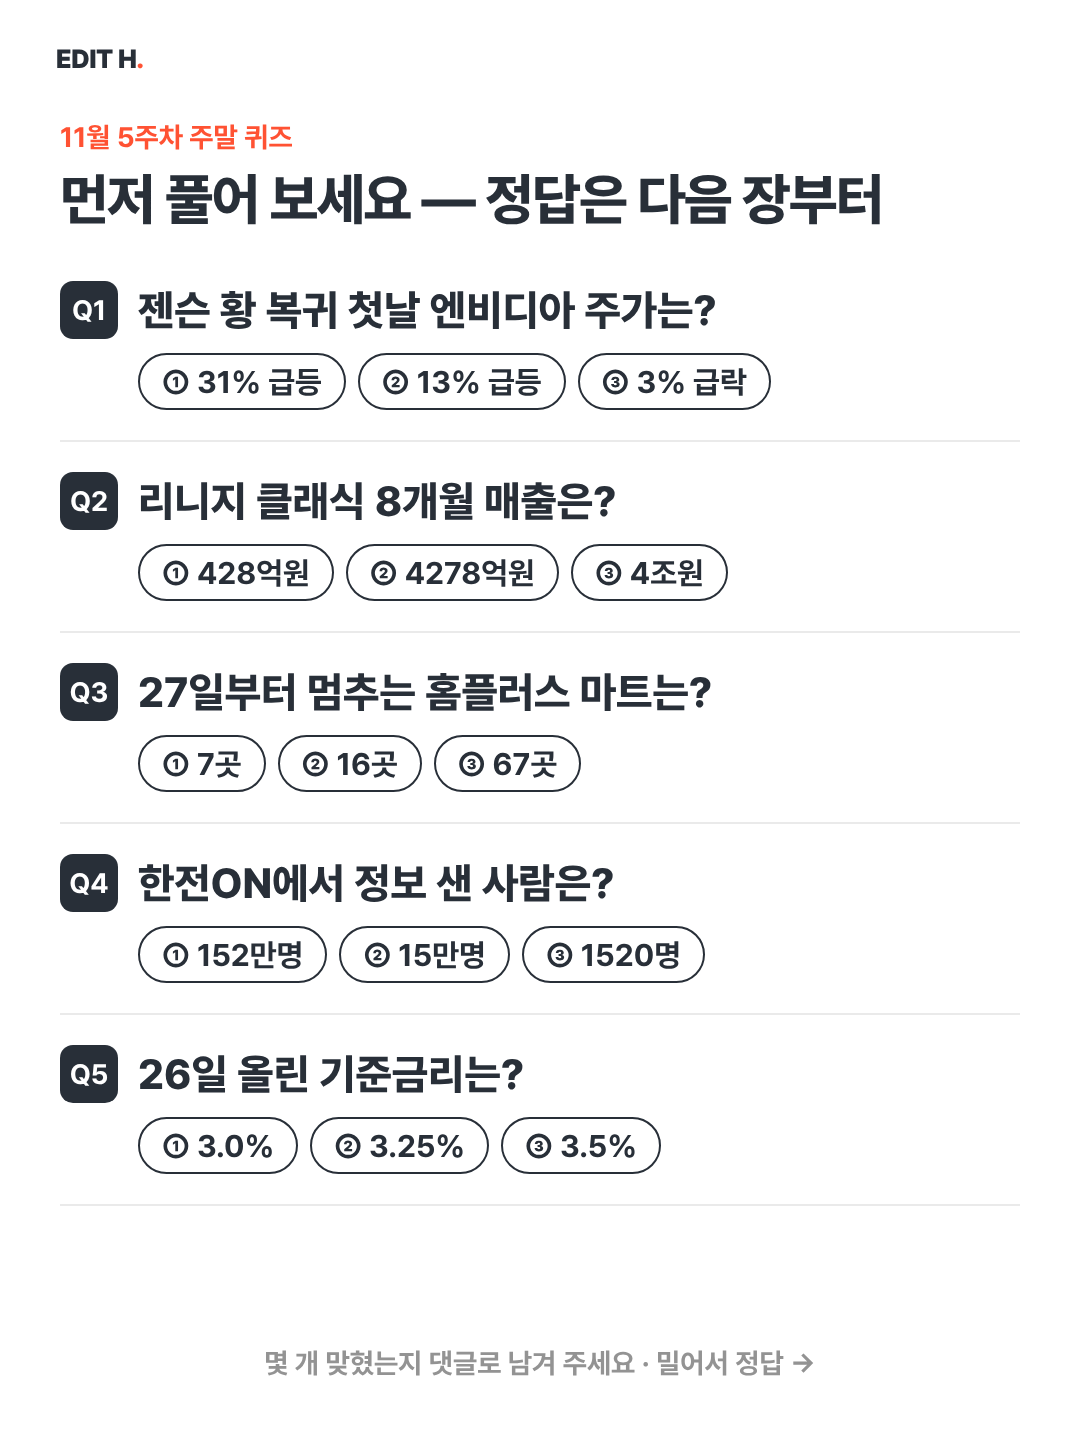 EDIT H.
11월 5주차 주말 퀴즈
먼저 풀어 보세요 — 정답은 다음 장부터
Q1 젠슨 황 복귀 첫날 엔비디아 주가는?
① 31% 급등 ② 13% 급등 ③ 3% 급락
Q2 리니지 클래식 8개월 매출은?
① 428억원 ② 4278억원 ③ 4조원
Q3 27일부터 멈추는 홈플러스 마트는?
① 7곳 ② 16곳 ③ 67곳
Q4 한전ON에서 정보 샌 사람은?
① 152만명 ② 15만명 ③ 1520명
Q5 26일 올린 기준금리는?
① 3.0% ② 3.25% ③ 3.5%
몇 개 맞혔는지 댓글로 남겨 주세요 · 밀어서 정답 →